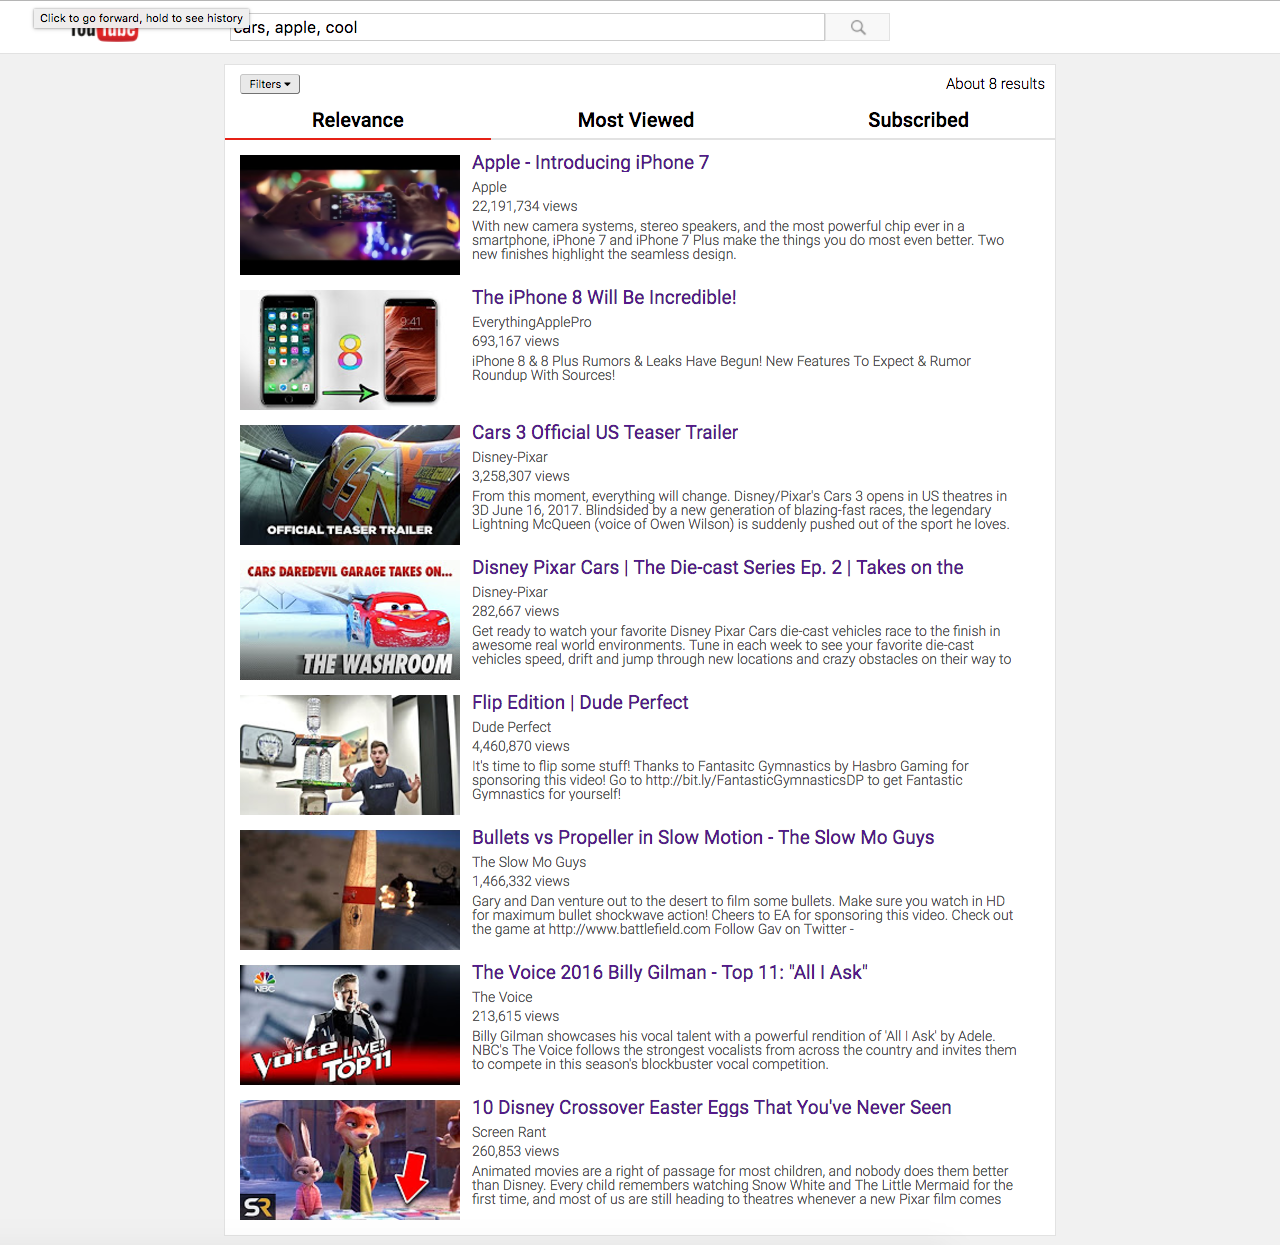 Click to go forward, hold to see history
YouTube
cars, apple, cool
Filters
About 8 results
Relevance
Most Viewed
Subscribed
Apple - Introducing iPhone 7
Apple
22,191,734 views
With new camera systems, stereo speakers, and the most powerful chip ever in a
smartphone, iPhone 7 and iPhone 7 Plus make the things you do most even better. Two
new finishes highlight the seamless design.
9:41
8
The iPhone 8 Will Be Incredible!
EverythingApplePro
693,167 views
iPhone 8 & 8 Plus Rumors & Leaks Have Begun! New Features To Expect & Rumor
Roundup With Sources!
95
OFFICIAL TEASER TRAILER
Cars 3 Official US Teaser Trailer
Disney-Pixar
3,258,307 views
From this moment, everything will change. Disney/Pixar's Cars 3 opens in US theatres in
3D June 16, 2017. Blindsided by a new generation of blazing-fast races, the legendary
Lightning McQueen (voice of Owen Wilson) is suddenly pushed out of the sport he loves.
CARS DAREDEVIL GARAGE TAKES ON...
THE WASHROOM
Disney Pixar Cars | The Die-cast Series Ep. 2 | Takes on the
Disney-Pixar
282,667 views
Get ready to watch your favorite Disney Pixar Cars die-cast vehicles race to the finish in
awesome real world environments. Tune in each week to see your favorite die-cast
vehicles speed, drift and jump through new locations and crazy obstacles on their way to
Flip Edition | Dude Perfect
Dude Perfect
4,460,870 views
It's time to flip some stuff! Thanks to Fantasitc Gymnastics by Hasbro Gaming for
sponsoring this video! Go to http://bit.ly/FantasticGymnasticsDP to get Fantastic
Gymnastics for yourself!
Bullets vs Propeller in Slow Motion - The Slow Mo Guys
The Slow Mo Guys
1,466,332 views
Gary and Dan venture out to the desert to film some bullets. Make sure you watch in HD
for maximum bullet shockwave action! Cheers to EA for sponsoring this video. Check out
the game at http://www.battlefield.com Follow Gav on Twitter -
NBC
the Voice LIVE!
TOP 11
The Voice 2016 Billy Gilman - Top 11: "All I Ask"
The Voice
213,615 views
Billy Gilman showcases his vocal talent with a powerful rendition of 'All I Ask' by Adele.
NBC's The Voice follows the strongest vocalists from across the country and invites them
to compete in this season's blockbuster vocal competition.
SR
10 Disney Crossover Easter Eggs That You've Never Seen
Screen Rant
260,853 views
Animated movies are a right of passage for most children, and nobody does them better
than Disney. Every child remembers watching Snow White and The Little Mermaid for the
first time, and most of us are still heading to theatres whenever a new Pixar film comes